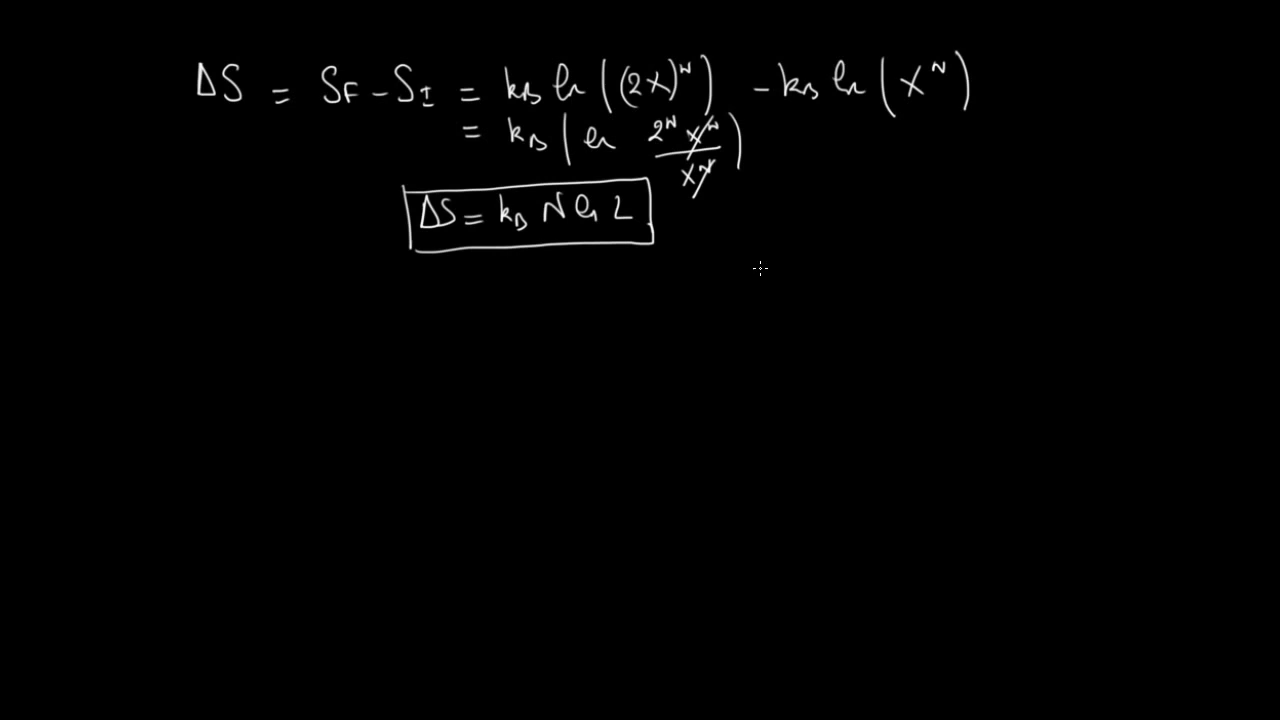 ΔS = S_F - S_I = k_B ln((2X)^N) - k_B ln(X^N)
= k_B (ln 2^N X^N / X^N)
ΔS = k_B N ln 2